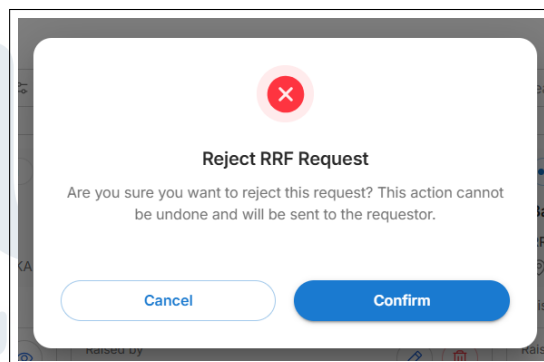 Reject RRF Request
Are you sure you want to reject this request? This action cannot
be undone and will be sent to the requestor.
Cancel
Confirm
Raised by